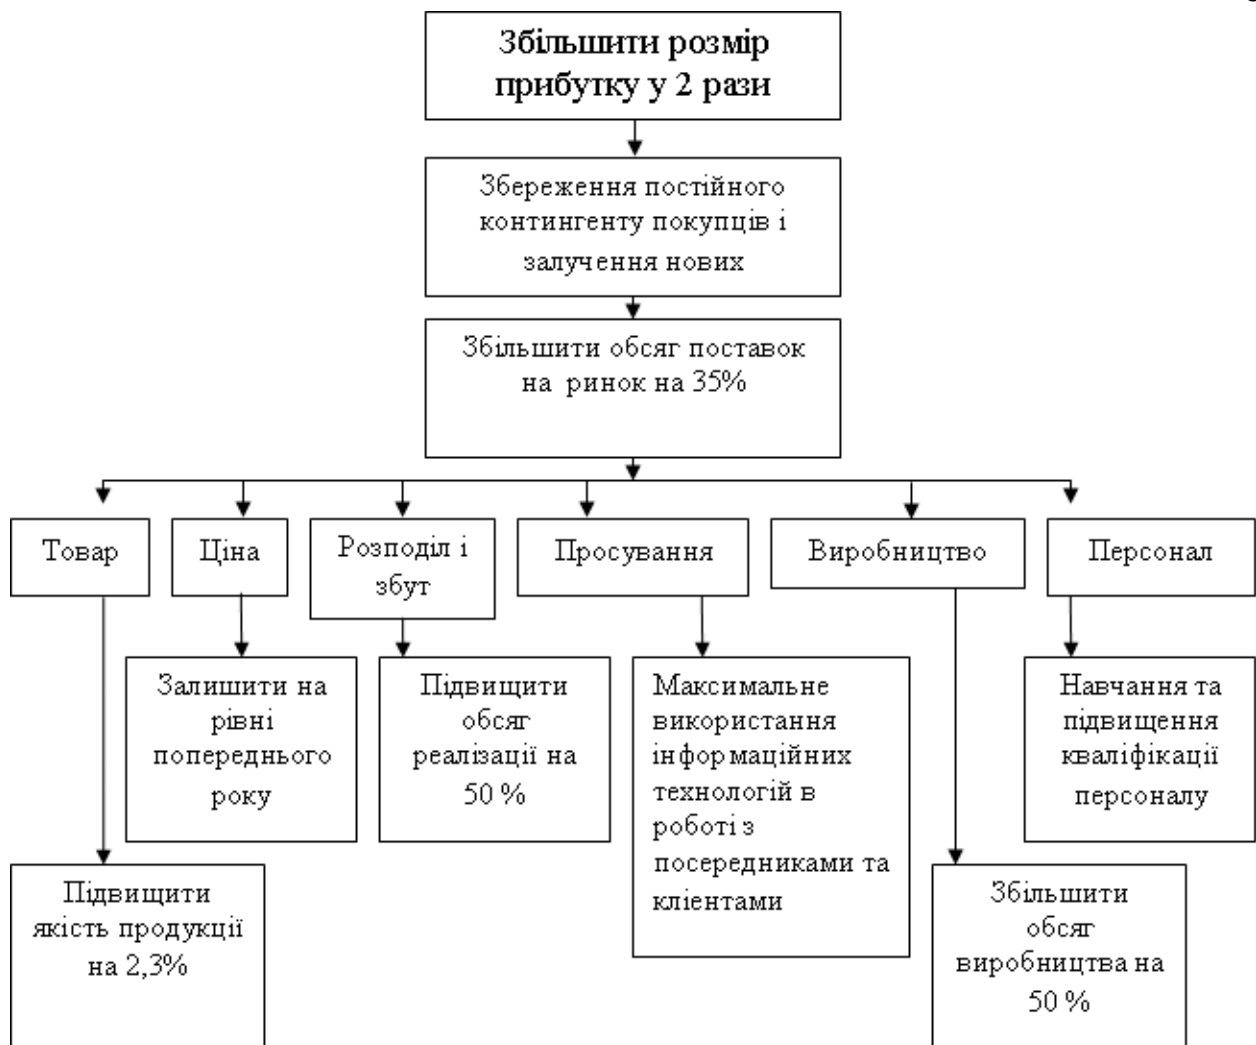 Збільшити розмір
прибутку у 2 рази
Збереження постійного
контингенту покупців і
залучення нових
Збільшити обсяг поставок
на ринок на 35%
Товар
Ціна
Розподіл і
збут
Просування
Виробництво
Персонал
Залишити на
рівні
попереднього
року
Підвищити
обсяг
реалізації на
50 %
Максимальне
використання
інформаційних
технологій в
роботі з
посередниками та
клієнтами
Навчання та
підвищення
кваліфікації
персоналу
Підвищити
якість продукції
на 2,3%
Збільшити
обсяг
виробництва на
50 %